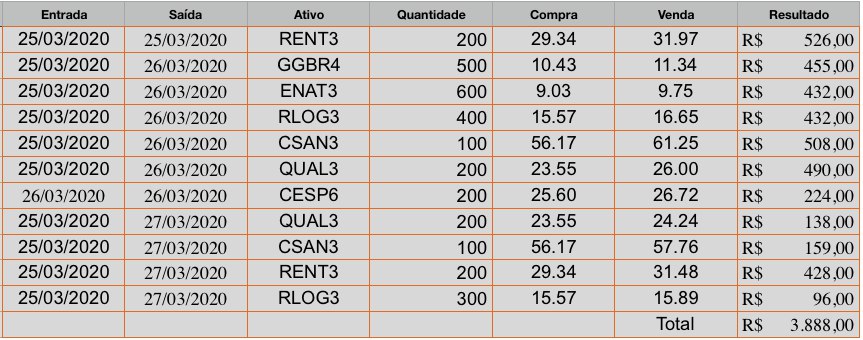 Entrada Saída Ativo Quantidade Compra Venda Resultado
25/03/2020 25/03/2020 RENT3 200 29.34 31.97 R$ 526,00
25/03/2020 26/03/2020 GGBR4 500 10.43 11.34 R$ 455,00
25/03/2020 26/03/2020 ENAT3 600 9.03 9.75 R$ 432,00
25/03/2020 26/03/2020 RLOG3 400 15.57 16.65 R$ 432,00
25/03/2020 26/03/2020 CSAN3 100 56.17 61.25 R$ 508,00
25/03/2020 26/03/2020 QUAL3 200 23.55 26.00 R$ 490,00
26/03/2020 26/03/2020 CESP6 200 25.60 26.72 R$ 224,00
25/03/2020 27/03/2020 QUAL3 200 23.55 24.24 R$ 138,00
25/03/2020 27/03/2020 CSAN3 100 56.17 57.76 R$ 159,00
25/03/2020 27/03/2020 RENT3 200 29.34 31.48 R$ 428,00
25/03/2020 27/03/2020 RLOG3 300 15.57 15.89 R$ 96,00
Total R$ 3.888,00